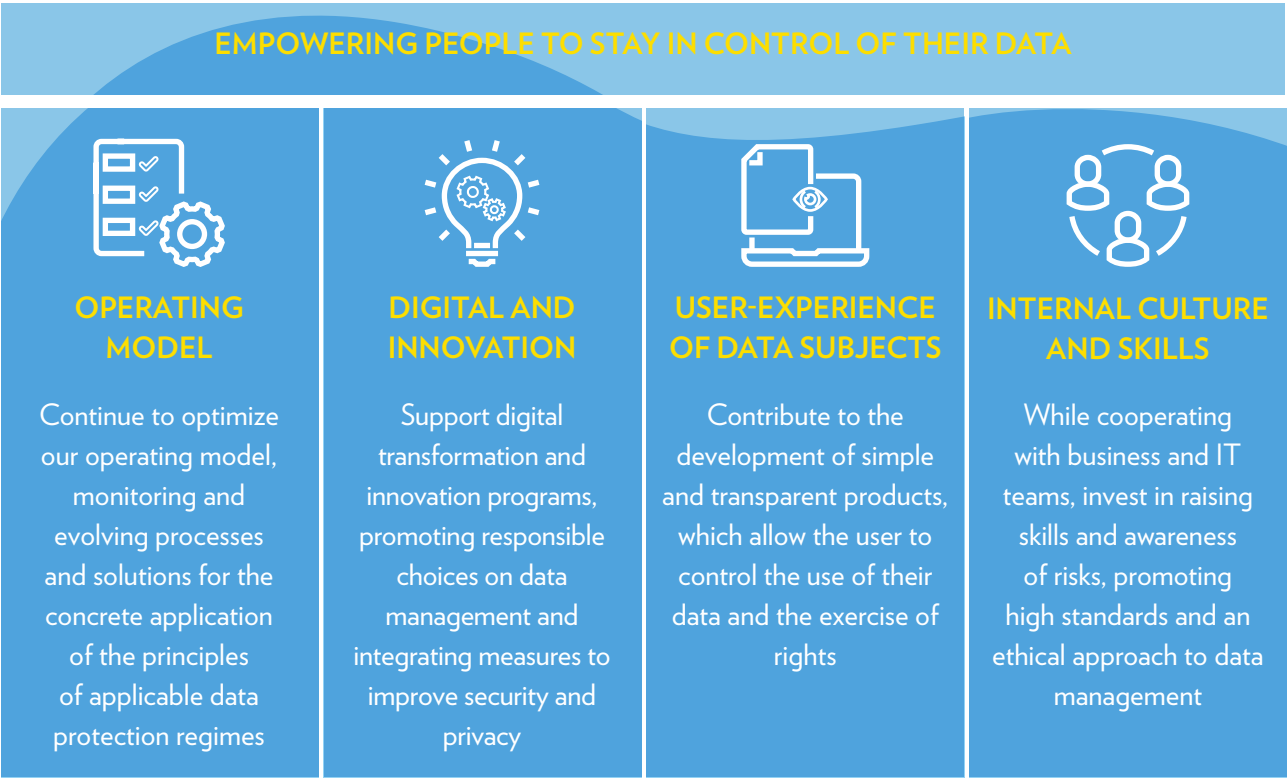 EMPOWERING PEOPLE TO STAY IN CONTROL OF THEIR DATA
OPERATING
MODEL
Continue to optimize
our operating model,
monitoring and
evolving processes
and solutions for the
concrete application
of the principles
of applicable data
protection regimes
DIGITAL AND
INNOVATION
Support digital
transformation and
innovation programs,
promoting responsible
choices on data
management and
integrating measures to
improve security and
privacy
USER-EXPERIENCE
OF DATA SUBJECTS
Contribute to the
development of simple
and transparent products,
which allow the user to
control the use of their
data and the exercise of
rights
INTERNAL CULTURE
AND SKILLS
While cooperating
with business and IT
teams, invest in raising
skills and awareness
of risks, promoting
high standards and an
ethical approach to data
management